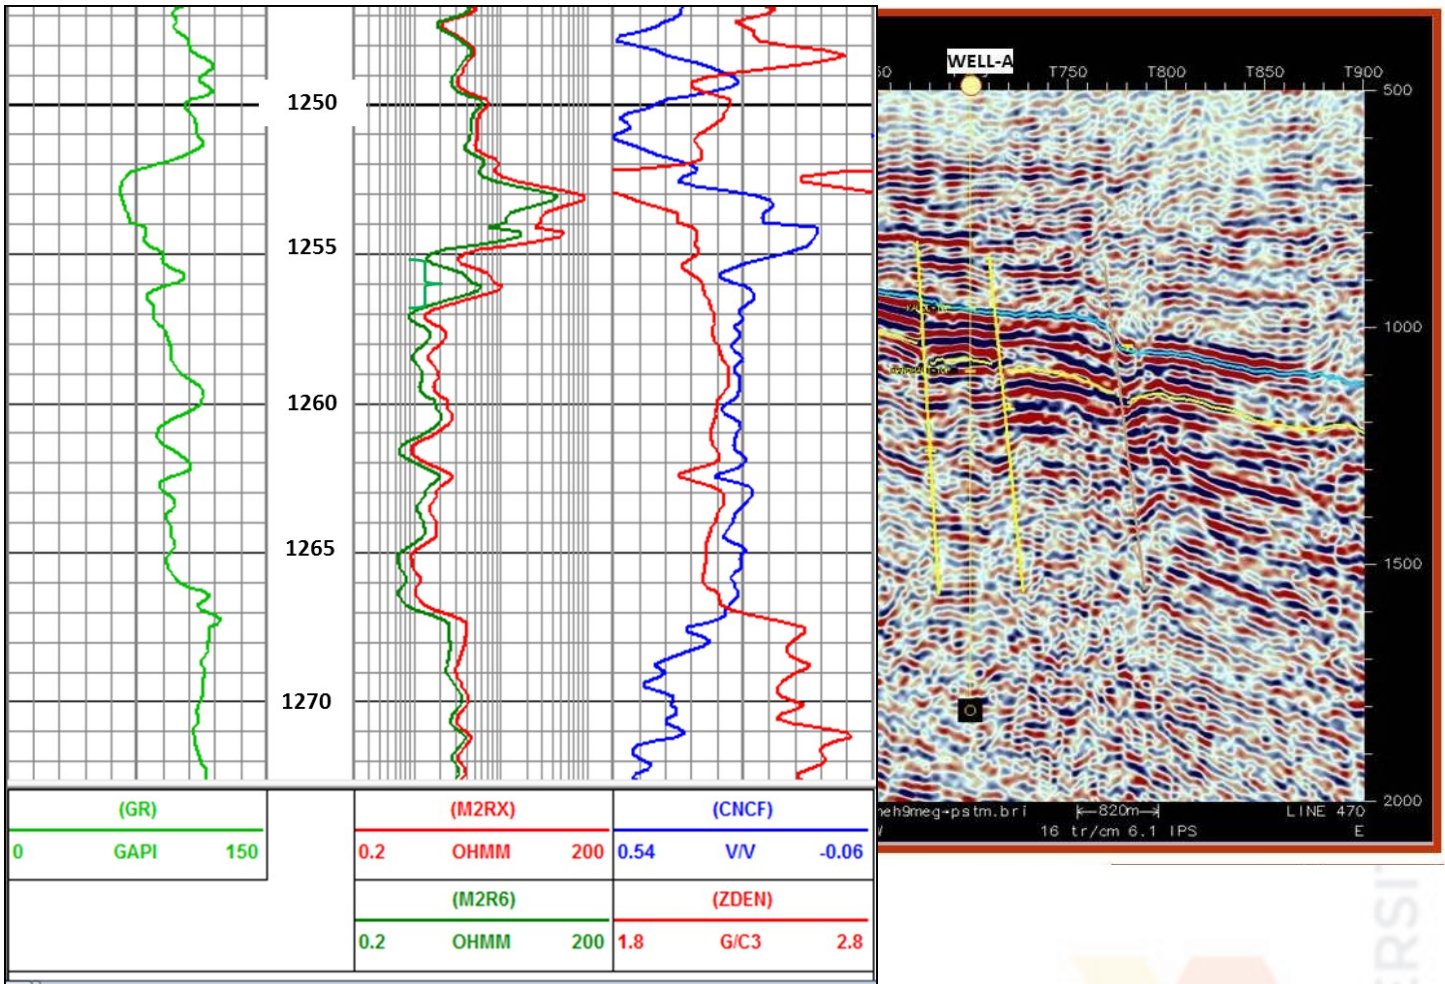 1250
1255
1260
1265
1270
(GR)
0 GAPI 150
(M2RX)
0.2 OHMM 200
(M2R6)
0.2 OHMM 200
(CNCF)
0.54 V/V -0.06
(ZDEN)
1.8 G/C3 2.8
WELL-A
T750 T800 T850 T900
500
1000
1500
2000
820m LINE 470
16 tr/cm 6.1 IPS E
ERSI